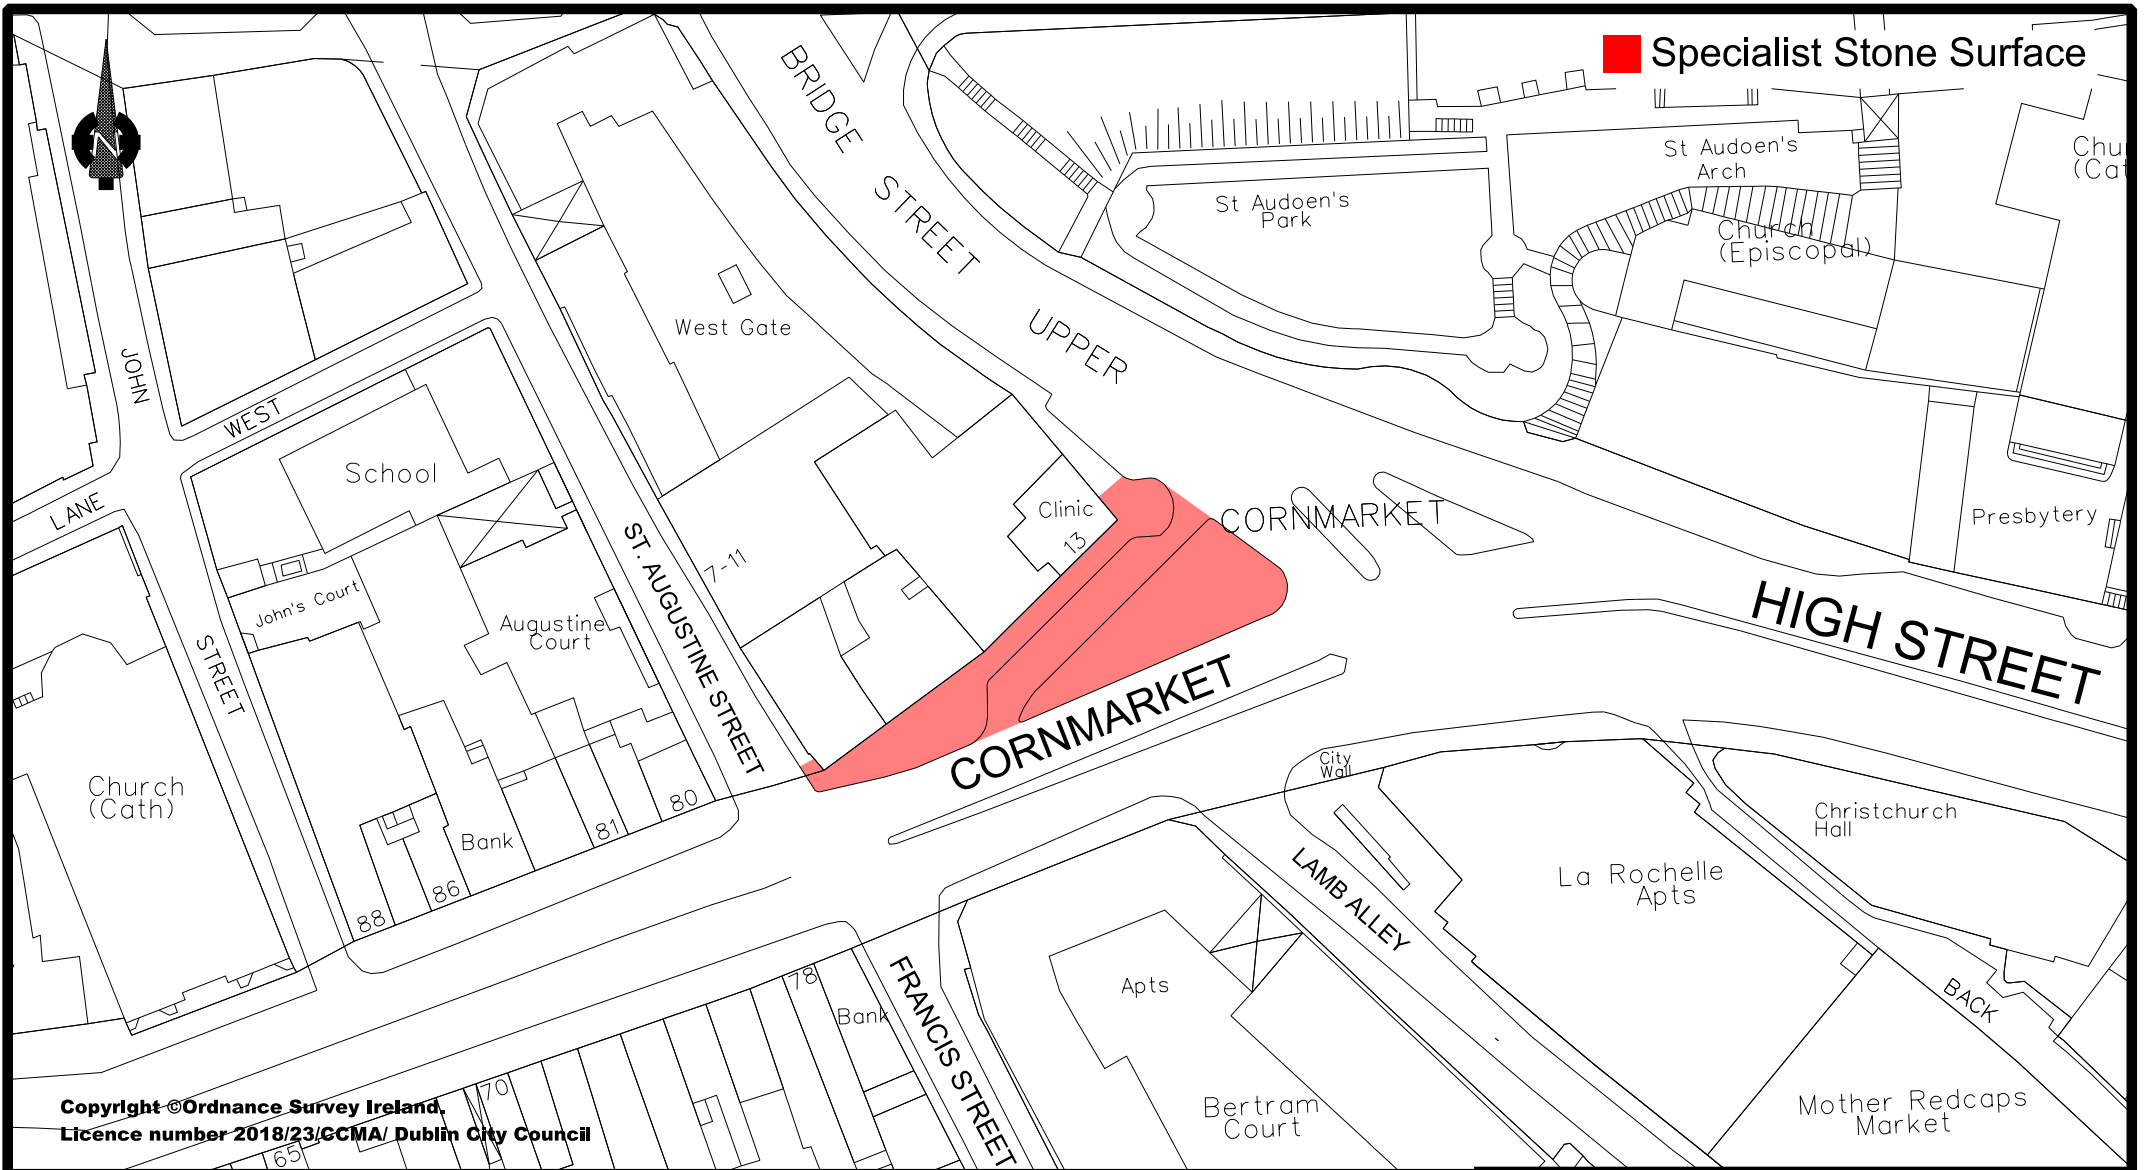 Specialist Stone Surface
N
BRIDGE
STREET
UPPER
St Audoen's
Arch
St Audoen's
Park
Church
(Episcopal)
West Gate
JOHN
WEST
School
LANE
Clinic
13
CORNMARKET
Presbytery
7-11
ST. AUGUSTINE STREET
John's Court
Augustine
Court
STREET
HIGH STREET
CORNMARKET
City
Wall
Church
(Cath)
80
81
Bank
86
88
Christchurch
Hall
La Rochelle
Apts
LAMB ALLEY
78
Bank
FRANCIS STREET
Apts
BACK
70
65
Bertram
Court
Mother Redcaps
Market
Copyright ©Ordnance Survey Ireland.
Licence number 2018/23/CCMA/ Dublin City Council